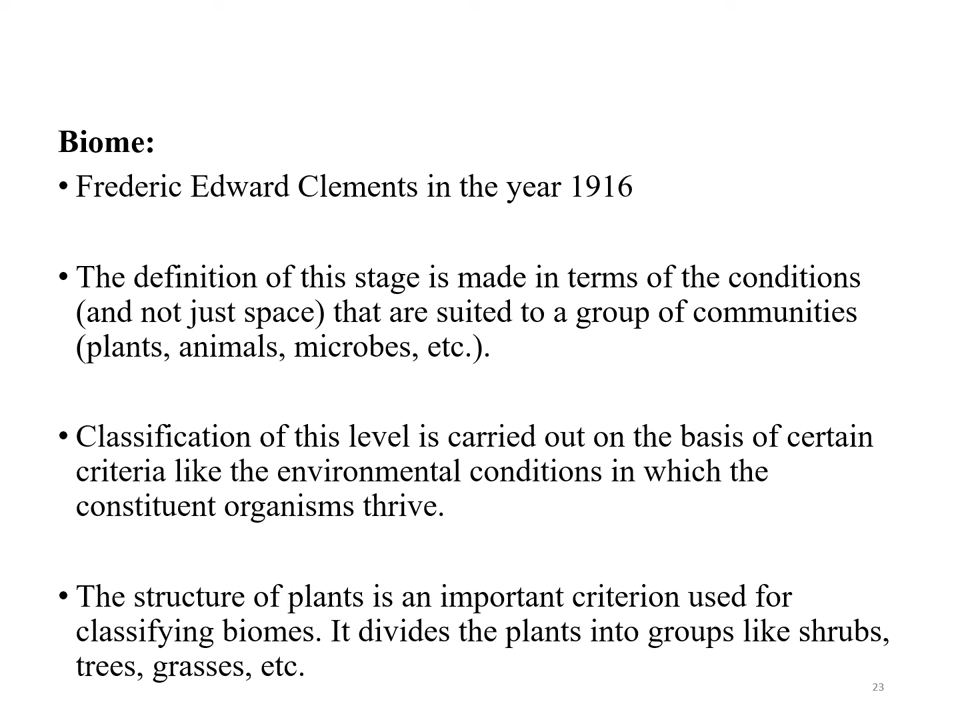 Biome:
• Frederic Edward Clements in the year 1916
• The definition of this stage is made in terms of the conditions
(and not just space) that are suited to a group of communities
(plants, animals, microbes, etc.).
• Classification of this level is carried out on the basis of certain
criteria like the environmental conditions in which the
constituent organisms thrive.
• The structure of plants is an important criterion used for
classifying biomes. It divides the plants into groups like shrubs,
trees, grasses, etc.
23